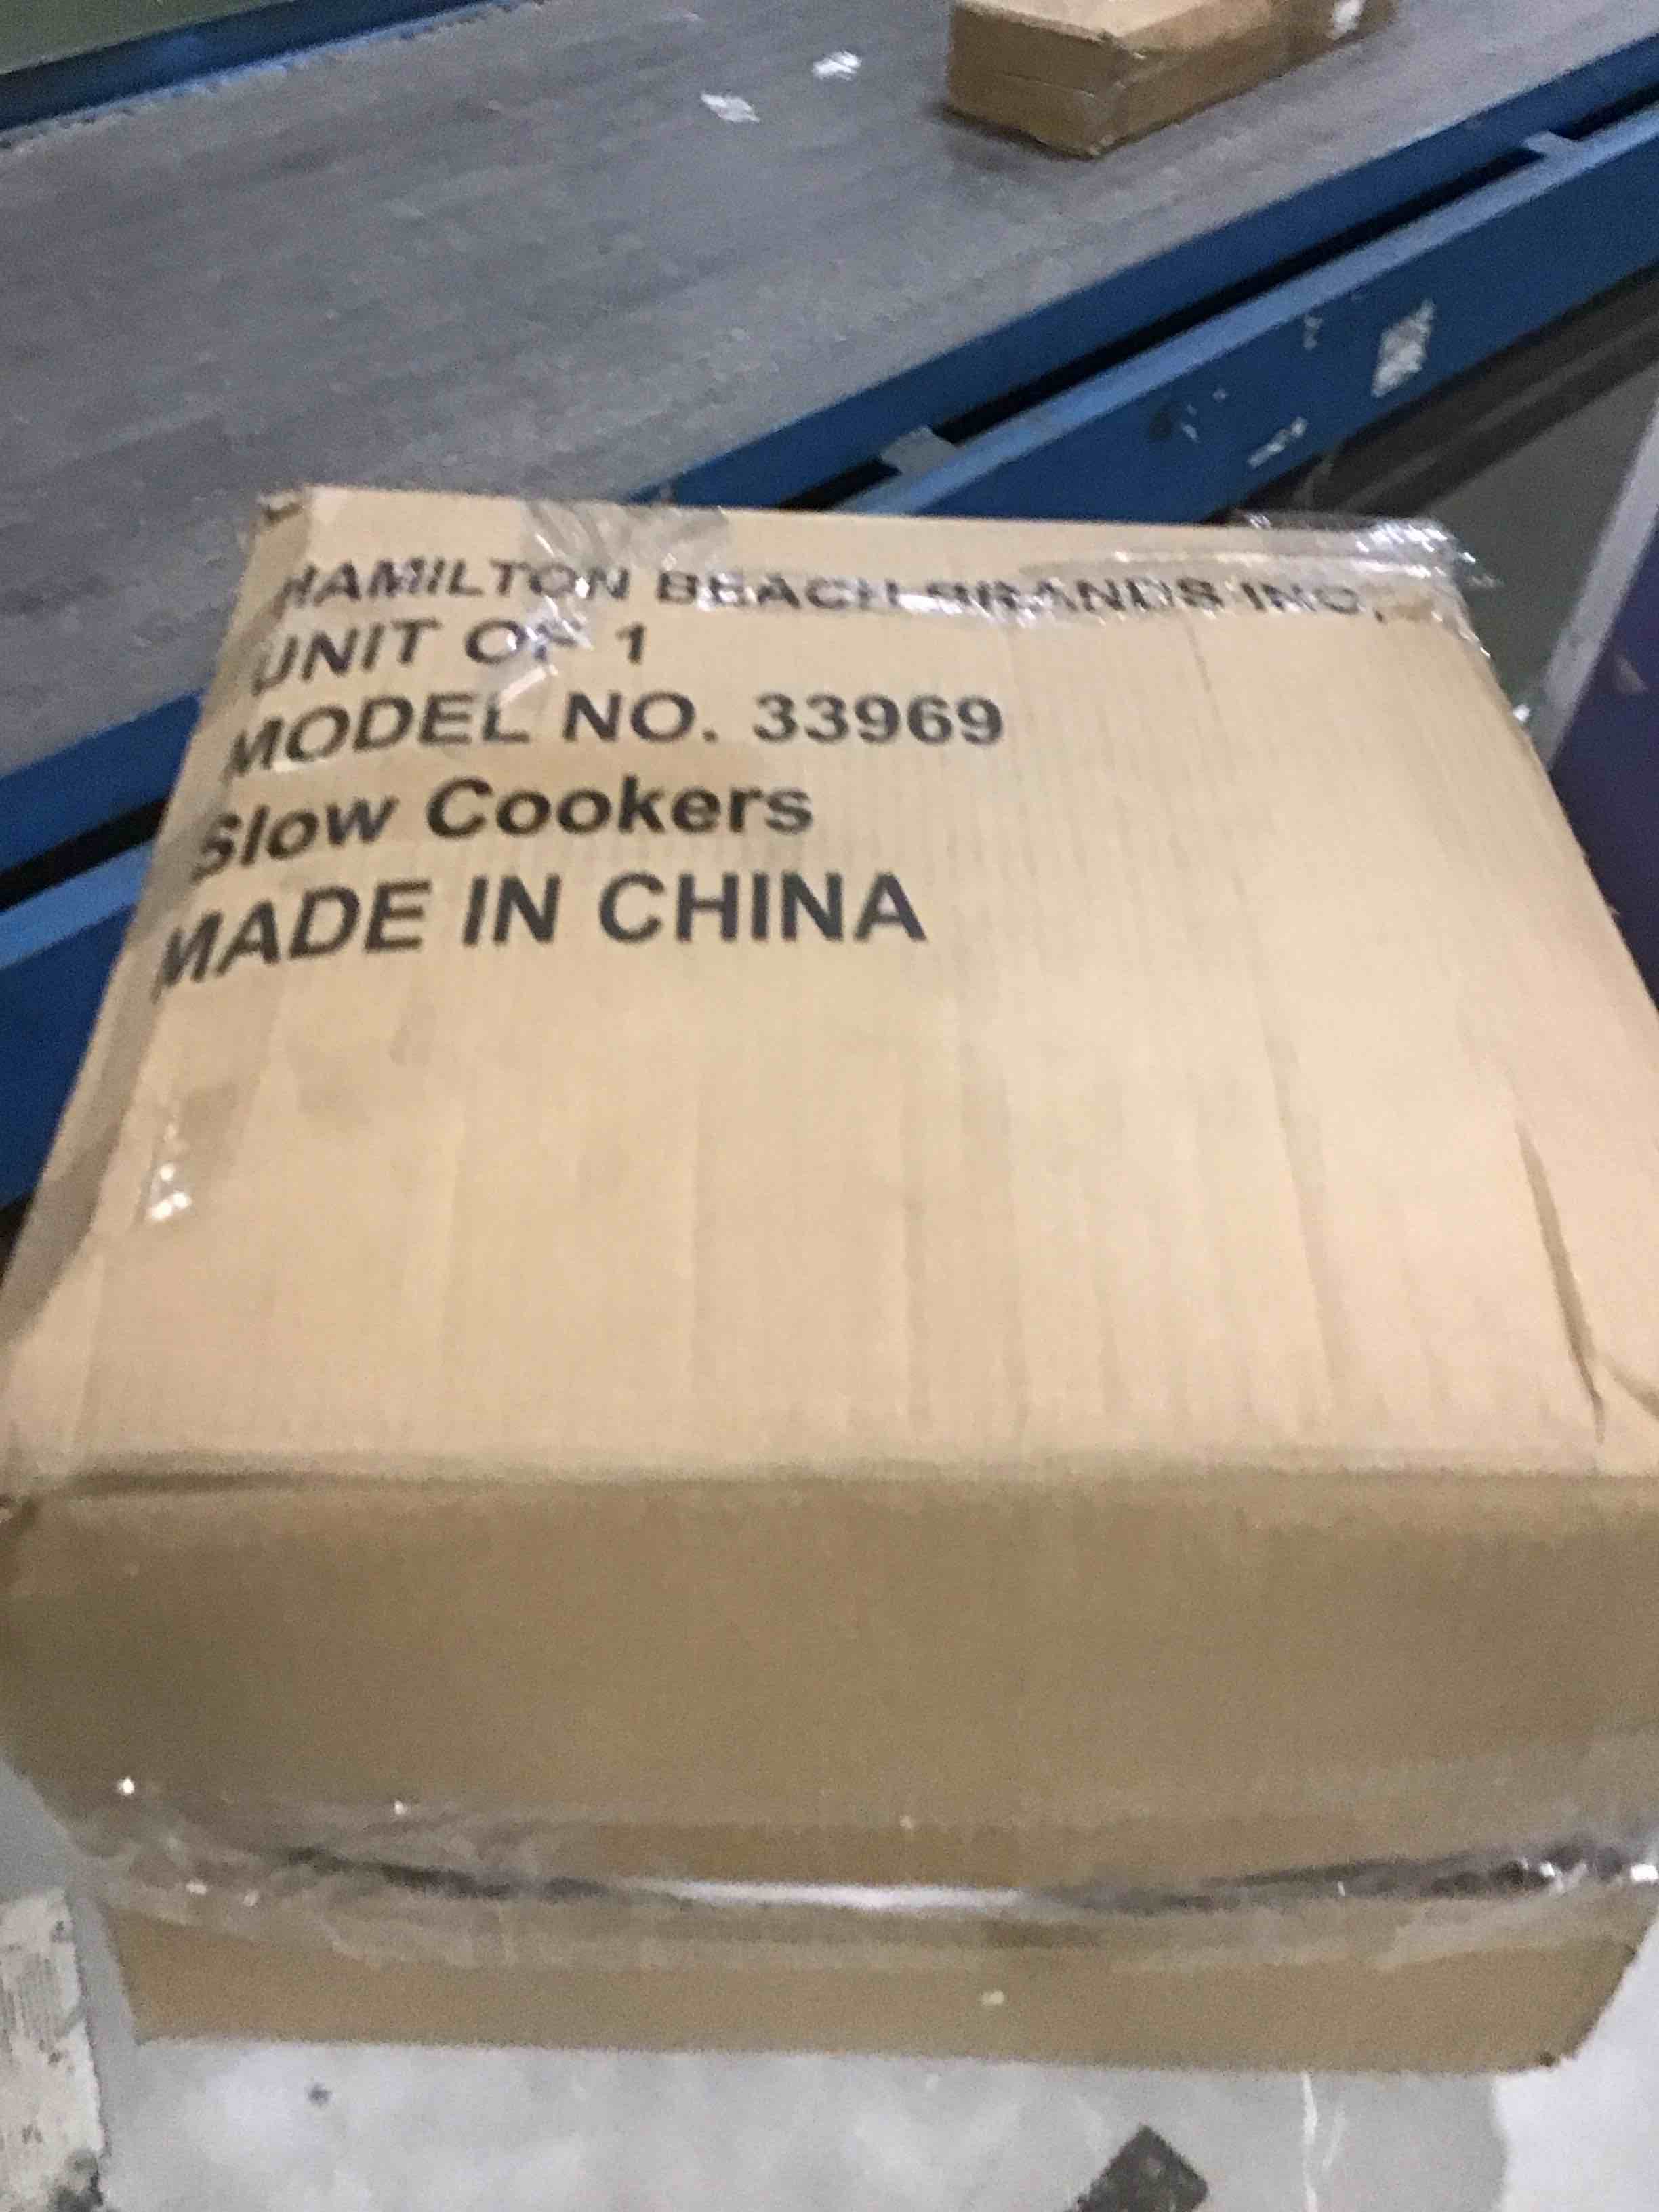 HAMILTON BEACH BRANDS INC,
UNIT OF 1
MODEL NO. 33969
Slow Cookers
MADE IN CHINA